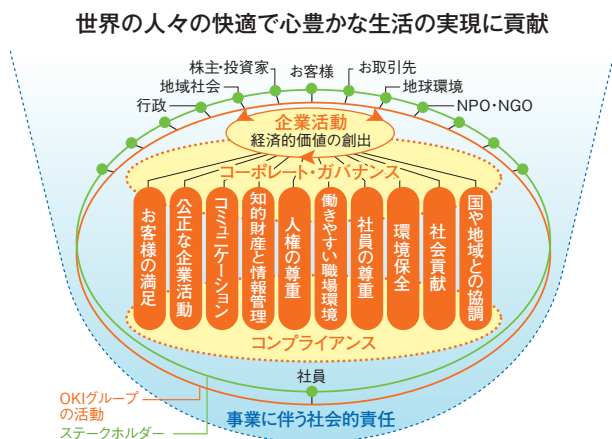 世界の人々の快適で心豊かな生活の実現に貢献
株主・投資家
お客様
お取引先
地域社会
地球環境
行政
NPO・NGO
企業活動
経済的価値の創出
コーポレート・ガバナンス
お客様の満足
公正な企業活動
コミュニケーション
知的財産と情報管理
人権の尊重
働きやすい職場環境
社員の尊重
環境保全
社会貢献
国や地域との協調
コンプライアンス
社員
OKIグループ
の活動
事業に伴う社会的責任
ステークホルダー